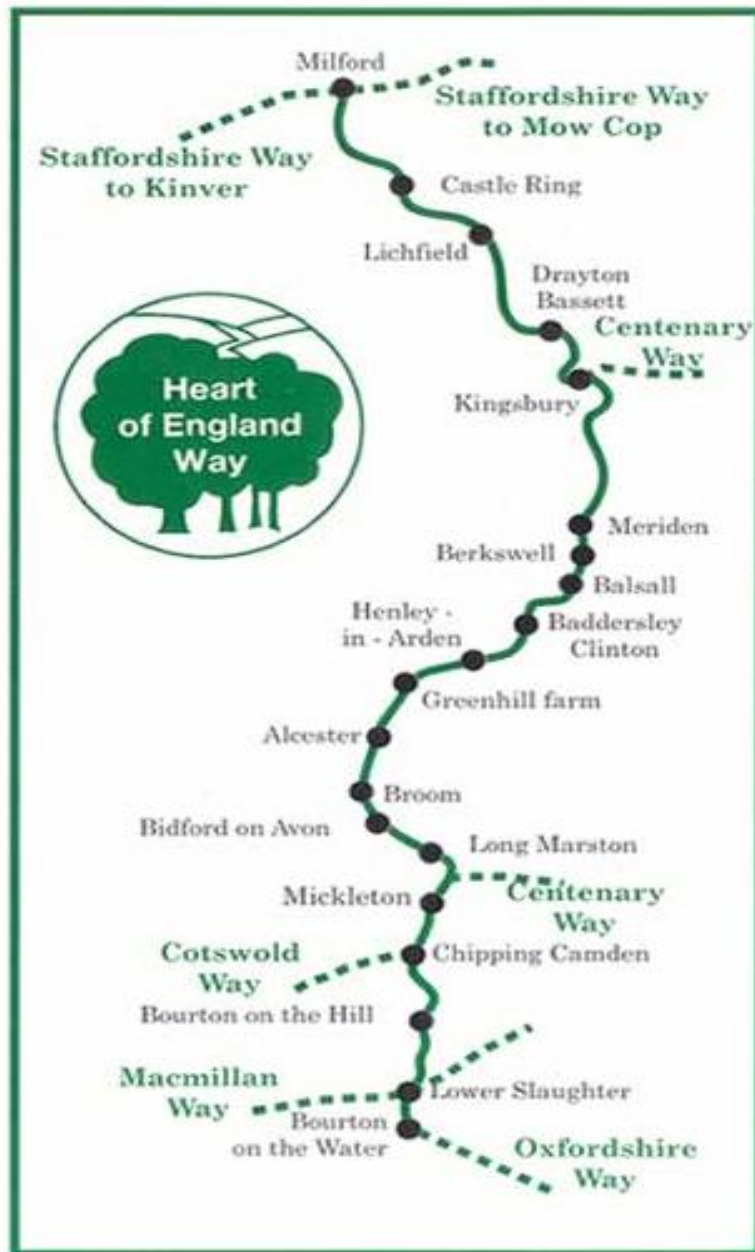 Milford
Staffordshire Way
to Mow Cop
Staffordshire Way
to Kinver
Castle Ring
Lichfield
Drayton
Bassett
Centenary
Way
Kingsbury
Heart
of England
Way
Meriden
Berkswell
Balsall
Henley -
in - Arden
Baddersley
Clinton
Greenhill farm
Alcester
Broom
Bidford on Avon
Long Marston
Mickleton
Centenary
Way
Cotswold
Way
Chipping Camden
Bourton on the Hill
Macmillan
Way
Lower Slaughter
Bourton
on the Water
Oxfordshire
Way